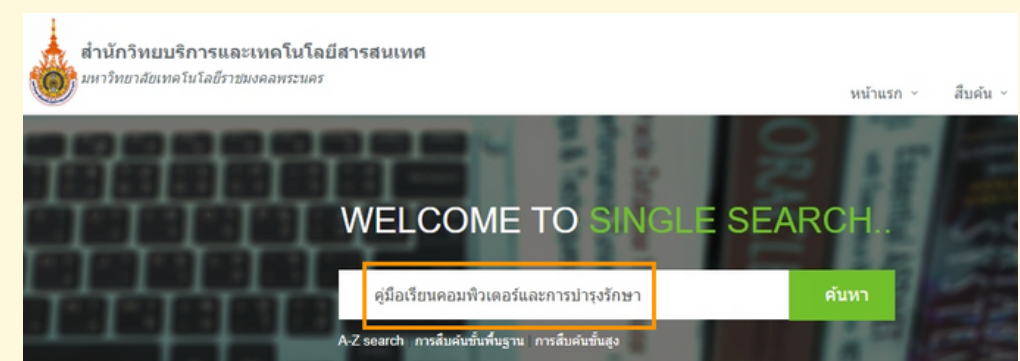 สำนักวิทยบริการและเทคโนโลยีสารสนเทศ
มหาวิทยาลัยเทคโนโลยีราชมงคลพระนคร
หน้าแรก สืบค้น
WELCOME TO SINGLE SEARCH..
คู่มือเรียนคอมพิวเตอร์และการบำรุงรักษา ค้นหา
A-Z search | การสืบค้นขั้นพื้นฐาน | การสืบค้นขั้นสูง